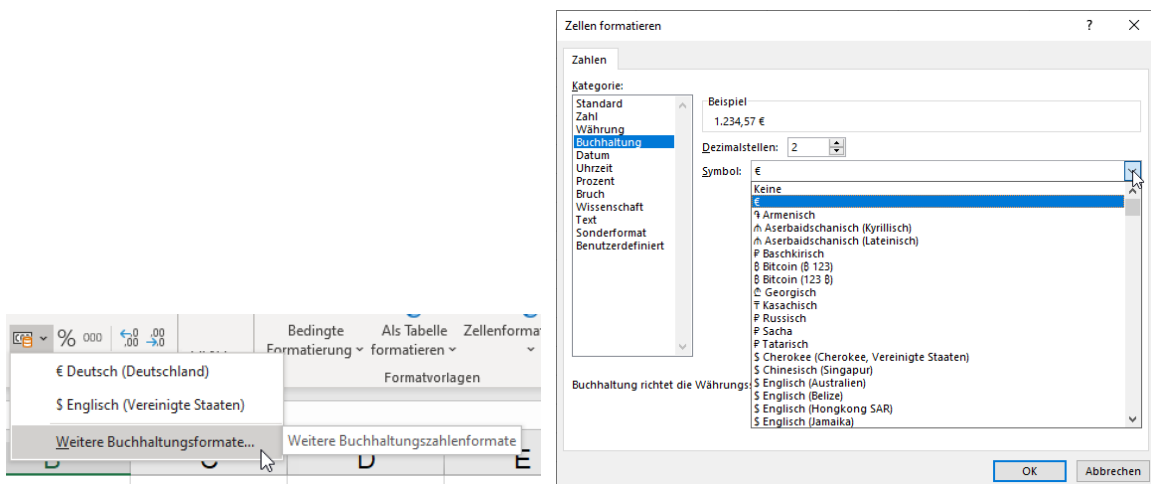 % 000 ,00 ,00
Bedingte Als Tabelle Zellenforma
Formatierung formatieren
Formatvorlagen
€ Deutsch (Deutschland)
$ Englisch (Vereinigte Staaten)
Weitere Buchhaltungsformate...
Weitere Buchhaltungszahlenformate
B C D E
Zellen formatieren ? ×
Zahlen
Kategorie:
Standard
Zahl
Währung
Buchhaltung
Datum
Uhrzeit
Prozent
Bruch
Wissenschaft
Text
Sonderformat
Benutzerdefiniert
Beispiel
1.234,57 €
Dezimalstellen: 2
Symbol: €
Keine
€
֏ Armenisch
₼ Aserbaidschanisch (Kyrillisch)
₼ Aserbaidschanisch (Lateinisch)
₽ Baschkirisch
₿ Bitcoin (₿ 123)
₿ Bitcoin (123 ₿)
₾ Georgisch
₸ Kasachisch
₽ Russisch
₽ Sacha
₽ Tatarisch
$ Cherokee (Cherokee, Vereinigte Staaten)
$ Chinesisch (Singapur)
$ Englisch (Australien)
$ Englisch (Belize)
$ Englisch (Hongkong SAR)
$ Englisch (Jamaika)
Buchhaltung richtet die Währungs
OK Abbrechen